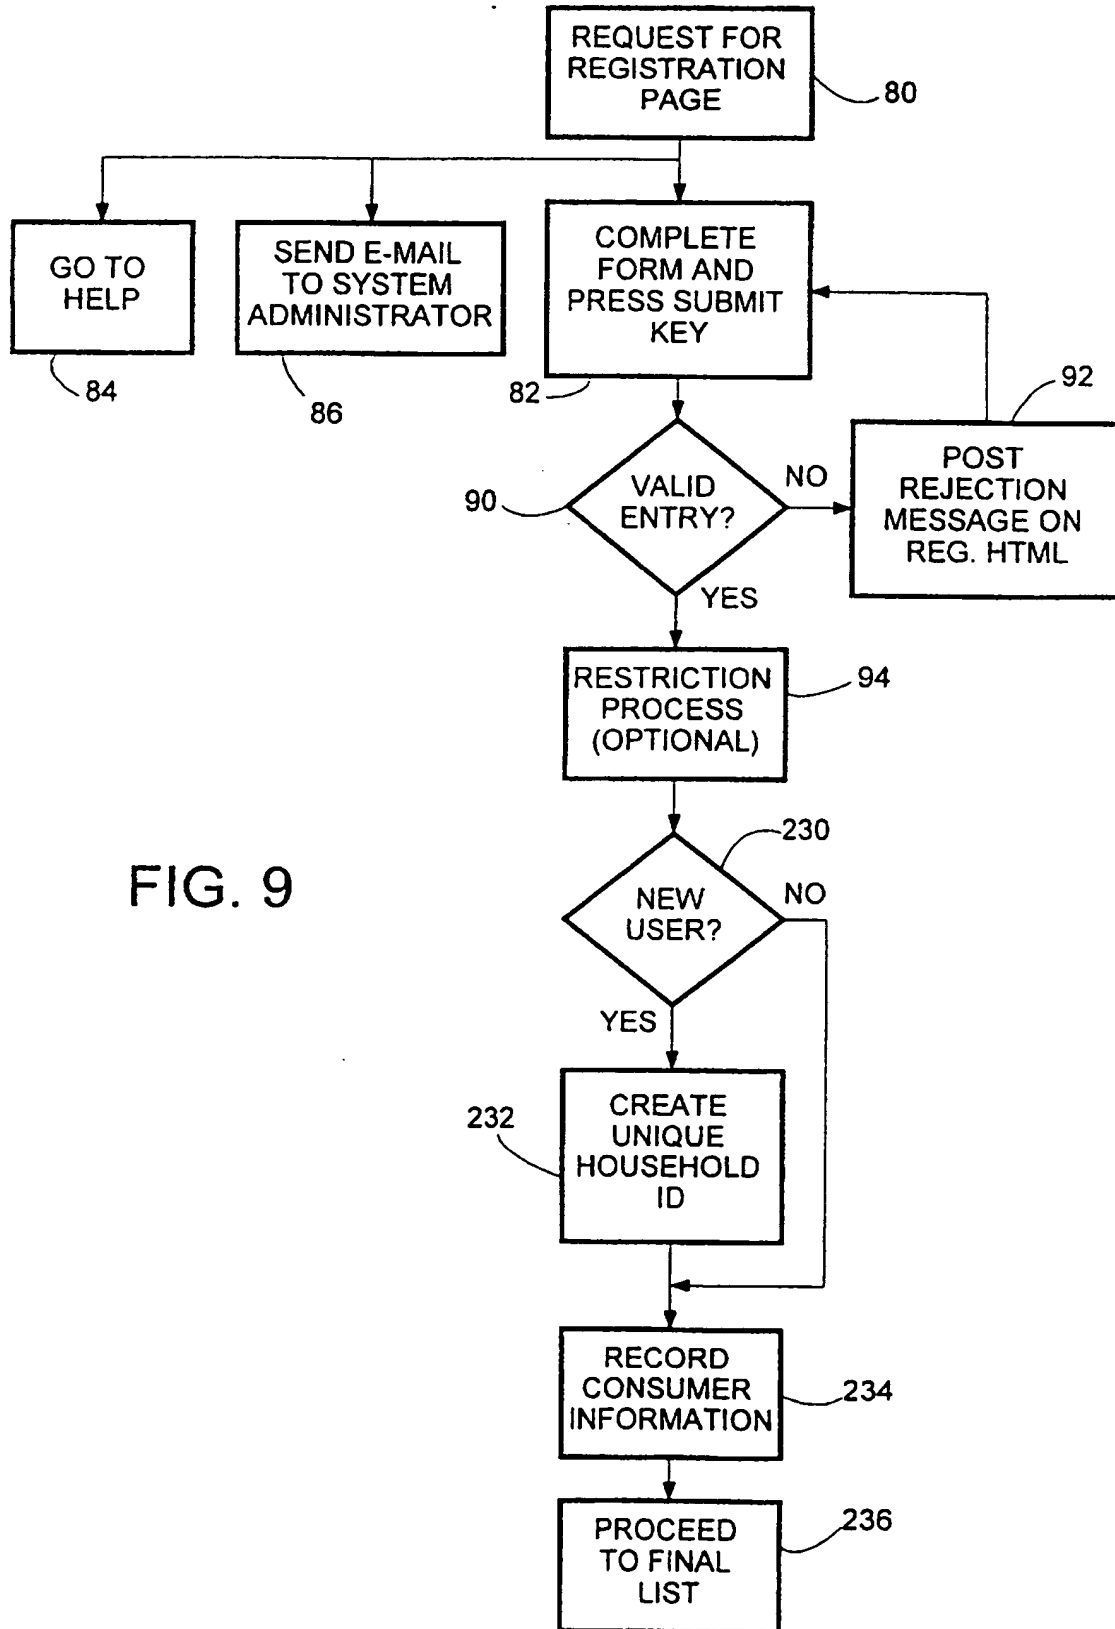 REQUEST FOR
REGISTRATION
PAGE
80
GO TO
HELP
84
SEND E-MAIL
TO SYSTEM
ADMINISTRATOR
86
COMPLETE
FORM AND
PRESS SUBMIT
KEY
82
92
POST
REJECTION
MESSAGE ON
REG. HTML
90
VALID
ENTRY?
NO
YES
RESTRICTION
PROCESS
(OPTIONAL)
94
FIG. 9
230
NEW
USER?
NO
YES
232
CREATE
UNIQUE
HOUSEHOLD
ID
RECORD
CONSUMER
INFORMATION
234
PROCEED
TO FINAL
LIST
236